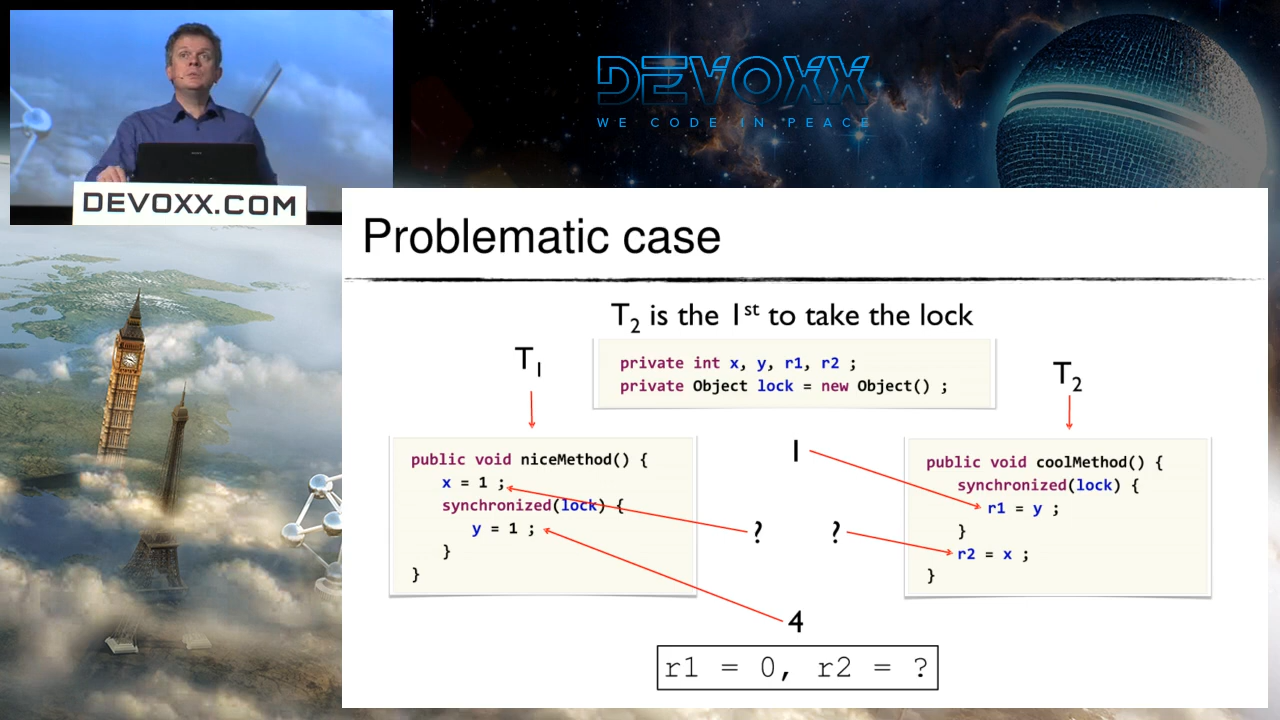 DEVOXX
WE CODE IN PEACE
DEVOXX.COM
Problematic case
T2 is the 1st to take the lock
T1
private int x, y, r1, r2 ;
private Object lock = new Object() ;
T2
public void niceMethod() {
x = 1 ;
synchronized(lock) {
y = 1 ;
}
}
1
?
?
4
public void coolMethod() {
synchronized(lock) {
r1 = y ;
}
r2 = x ;
}
r1 = 0, r2 = ?